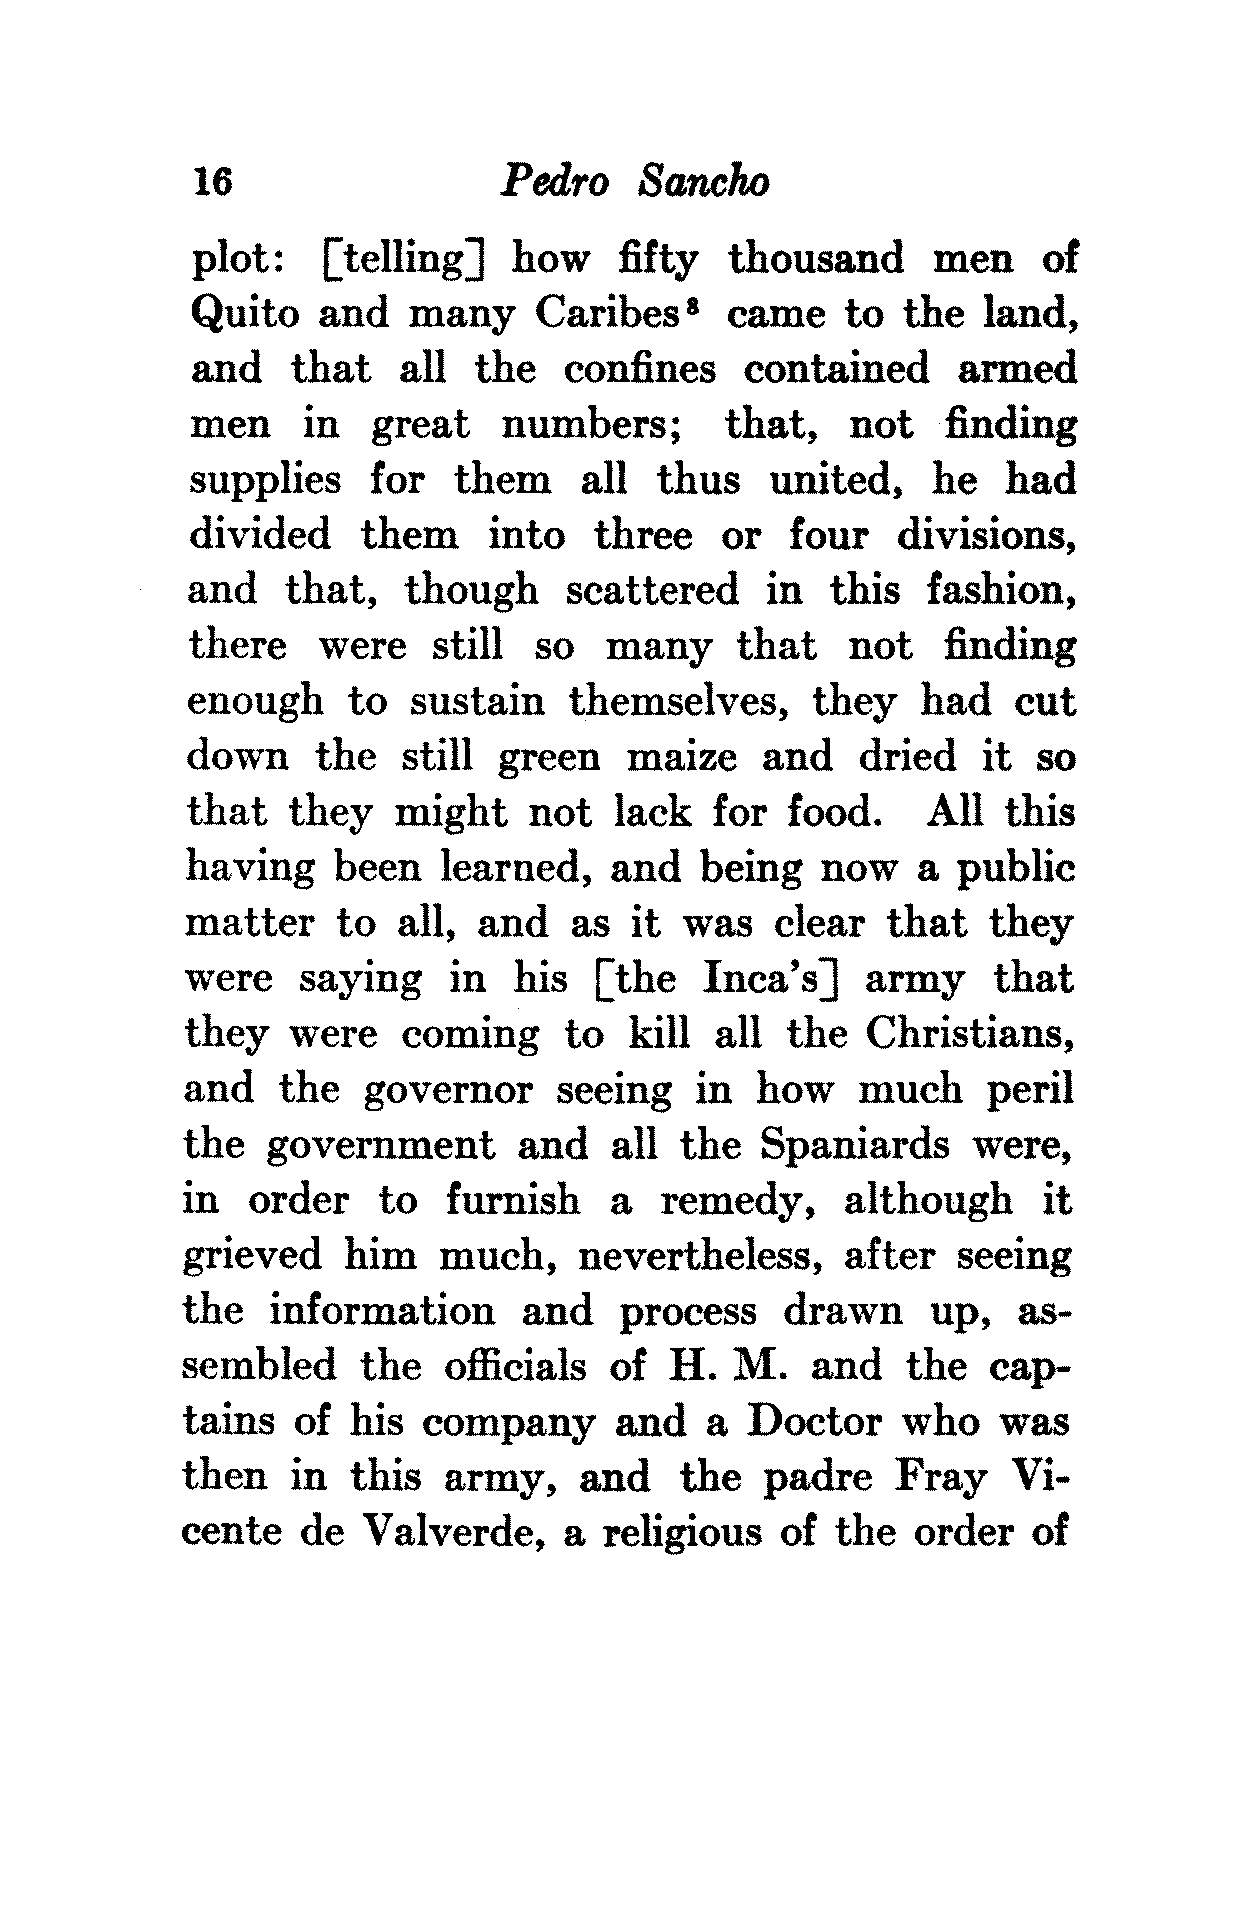 16 Pedro Sancho
plot: [telling] how fifty thousand men of
Quito and many Caribes⁸ came to the land,
and that all the confines contained armed
men in great numbers; that, not finding
supplies for them all thus united, he had
divided them into three or four divisions,
and that, though scattered in this fashion,
there were still so many that not finding
enough to sustain themselves, they had cut
down the still green maize and dried it so
that they might not lack for food. All this
having been learned, and being now a public
matter to all, and as it was clear that they
were saying in his [the Inca's] army that
they were coming to kill all the Christians,
and the governor seeing in how much peril
the government and all the Spaniards were,
in order to furnish a remedy, although it
grieved him much, nevertheless, after seeing
the information and process drawn up, as-
sembled the officials of H. M. and the cap-
tains of his company and a Doctor who was
then in this army, and the padre Fray Vi-
cente de Valverde, a religious of the order of